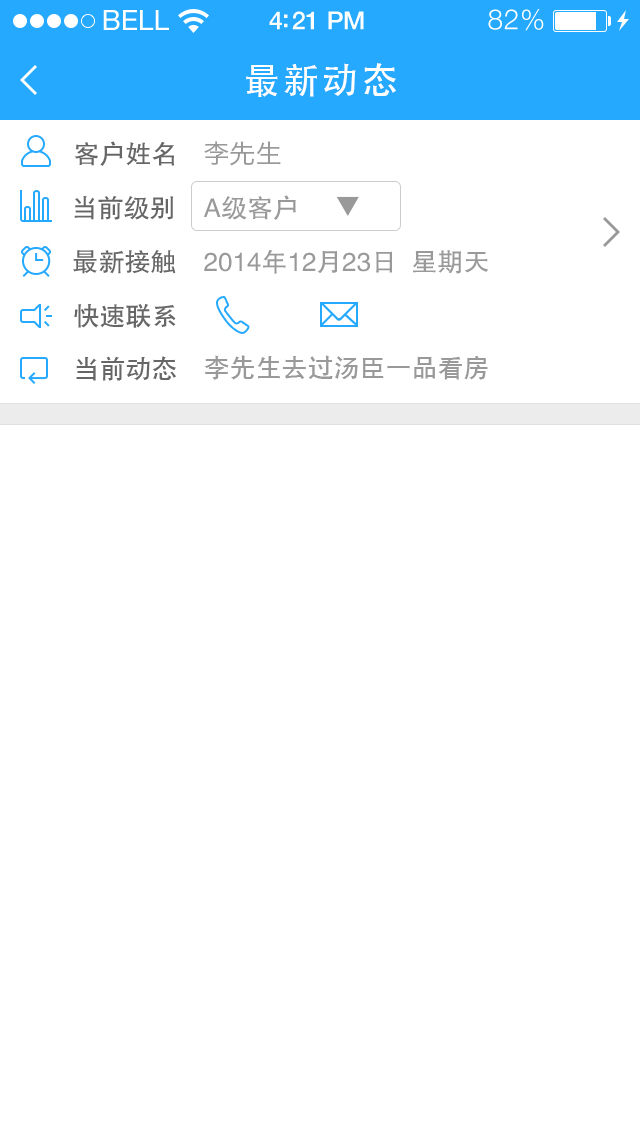 BELL 4:21 PM 82%
最新动态
客户姓名 李先生
当前级别 A级客户
最新接触 2014年12月23日 星期天
快速联系
当前动态 李先生去过汤臣一品看房